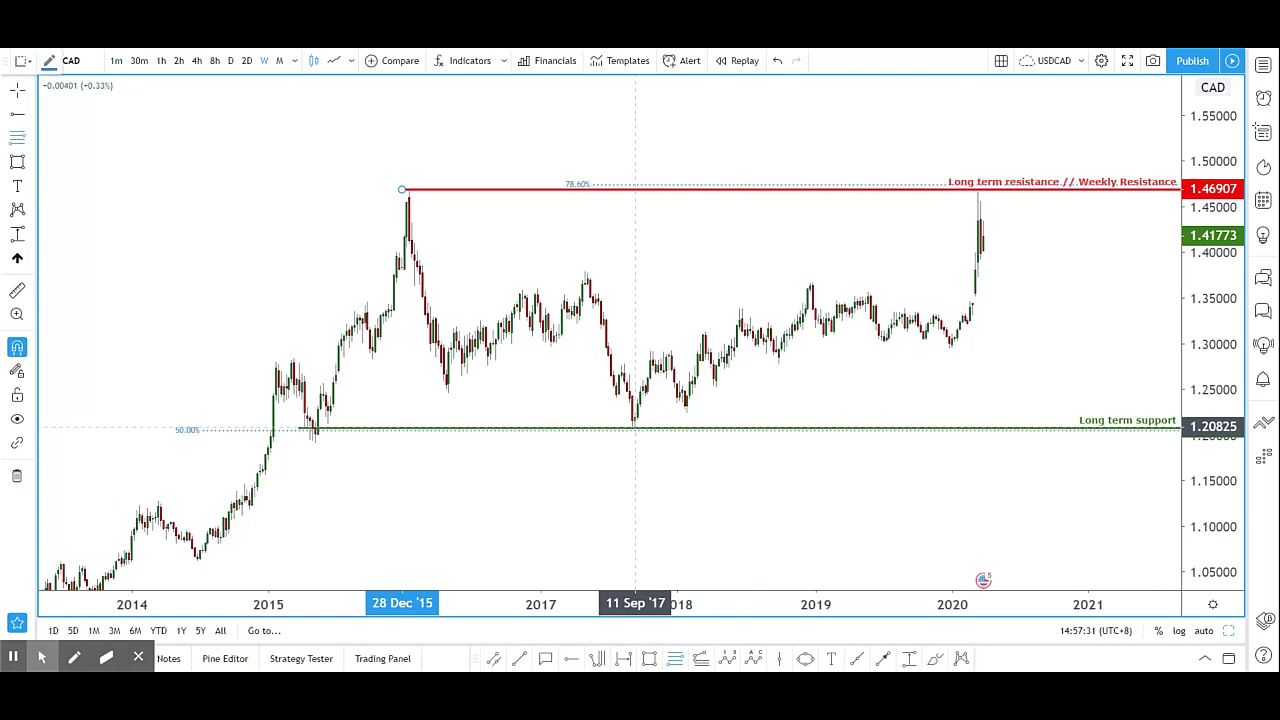 CAD 1m 30m 1h 2h 4h 8h D 2D W M Compare Indicators Financials Templates Alert Replay USDCAD Publish
+0.00401 (+0.33%)
CAD
1.55000
1.50000
78.60%
Long term resistance // Weekly Resistance
1.46907
1.45000
1.41773
1.40000
1.35000
1.30000
1.25000
Long term support
1.20825
50.00%
1.15000
1.10000
1.05000
5
2014 2015 28 Dec '15 2017 11 Sep '17 018 2019 2020 2021
1D 5D 1M 3M 6M YTD 1Y 5Y All Go to... 14:57:31 (UTC+8) % log auto
Notes Pine Editor Strategy Tester Trading Panel